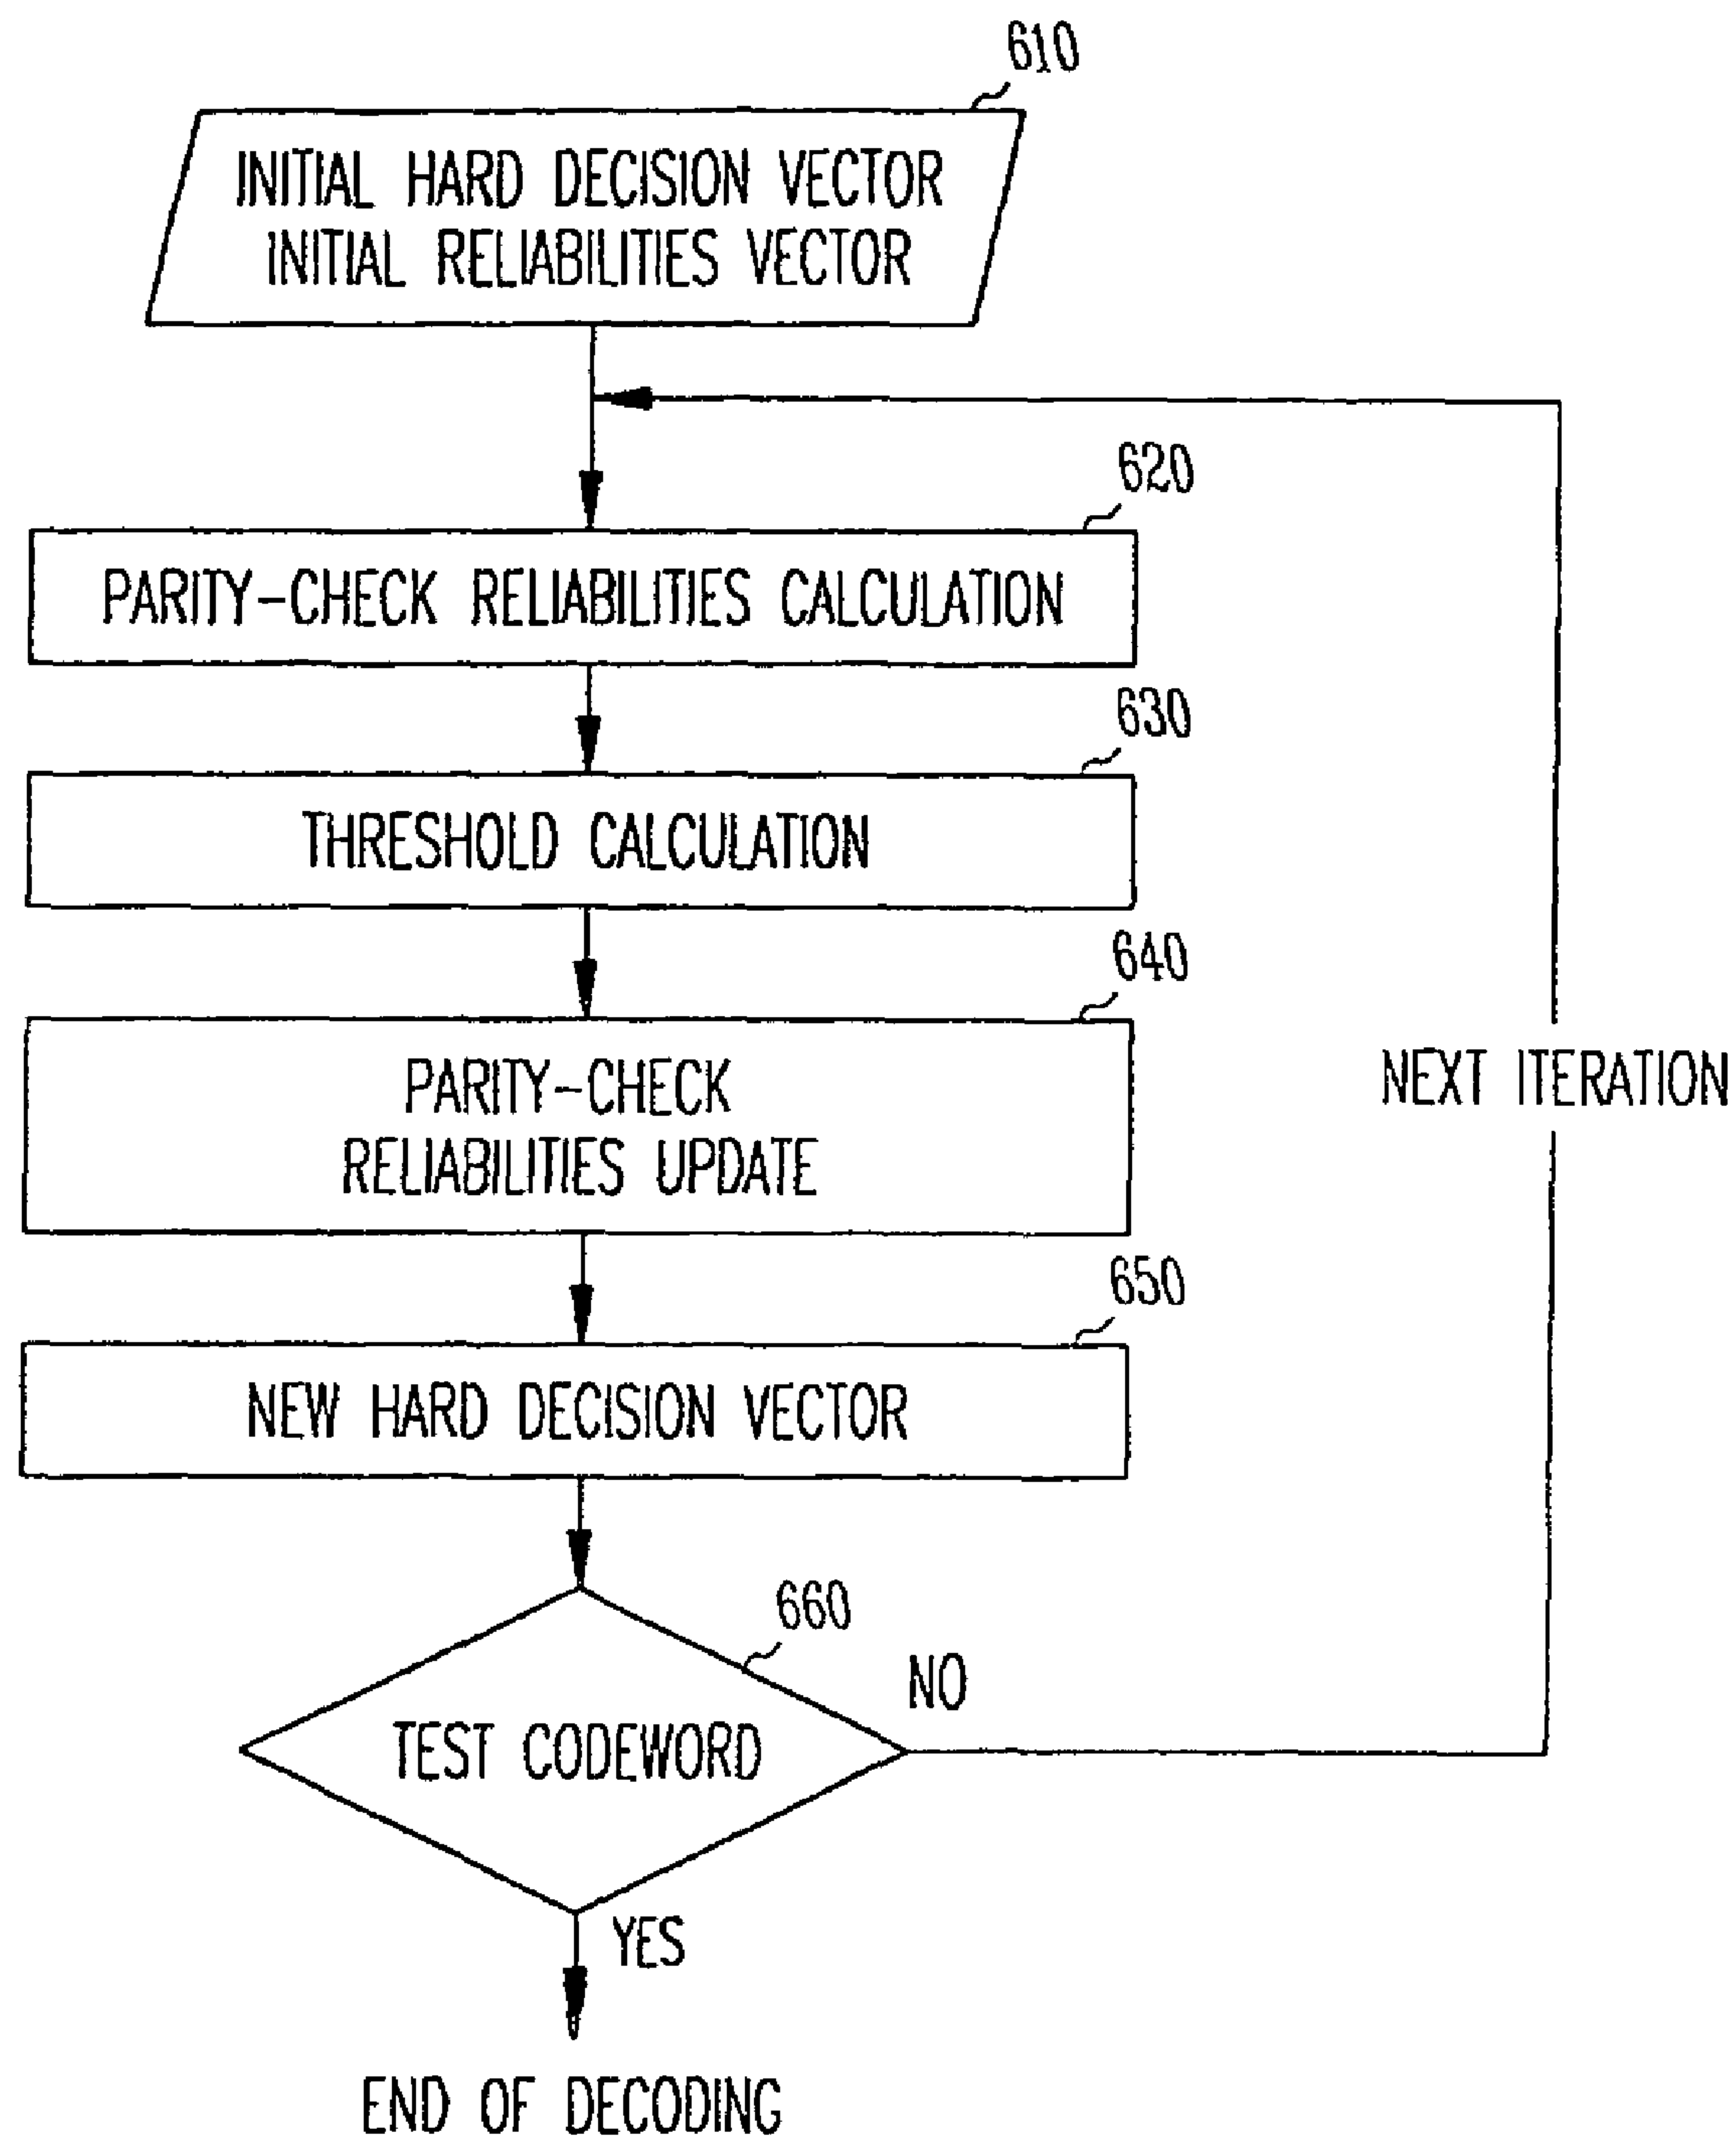 610
INITIAL HARD DECISION VECTOR
INITIAL RELIABILITIES VECTOR
620
PARITY-CHECK RELIABILITIES CALCULATION
630
THRESHOLD CALCULATION
640
PARITY-CHECK
RELIABILITIES UPDATE
NEXT ITERATION
650
NEW HARD DECISION VECTOR
660
NO
TEST CODEWORD
YES
END OF DECODING